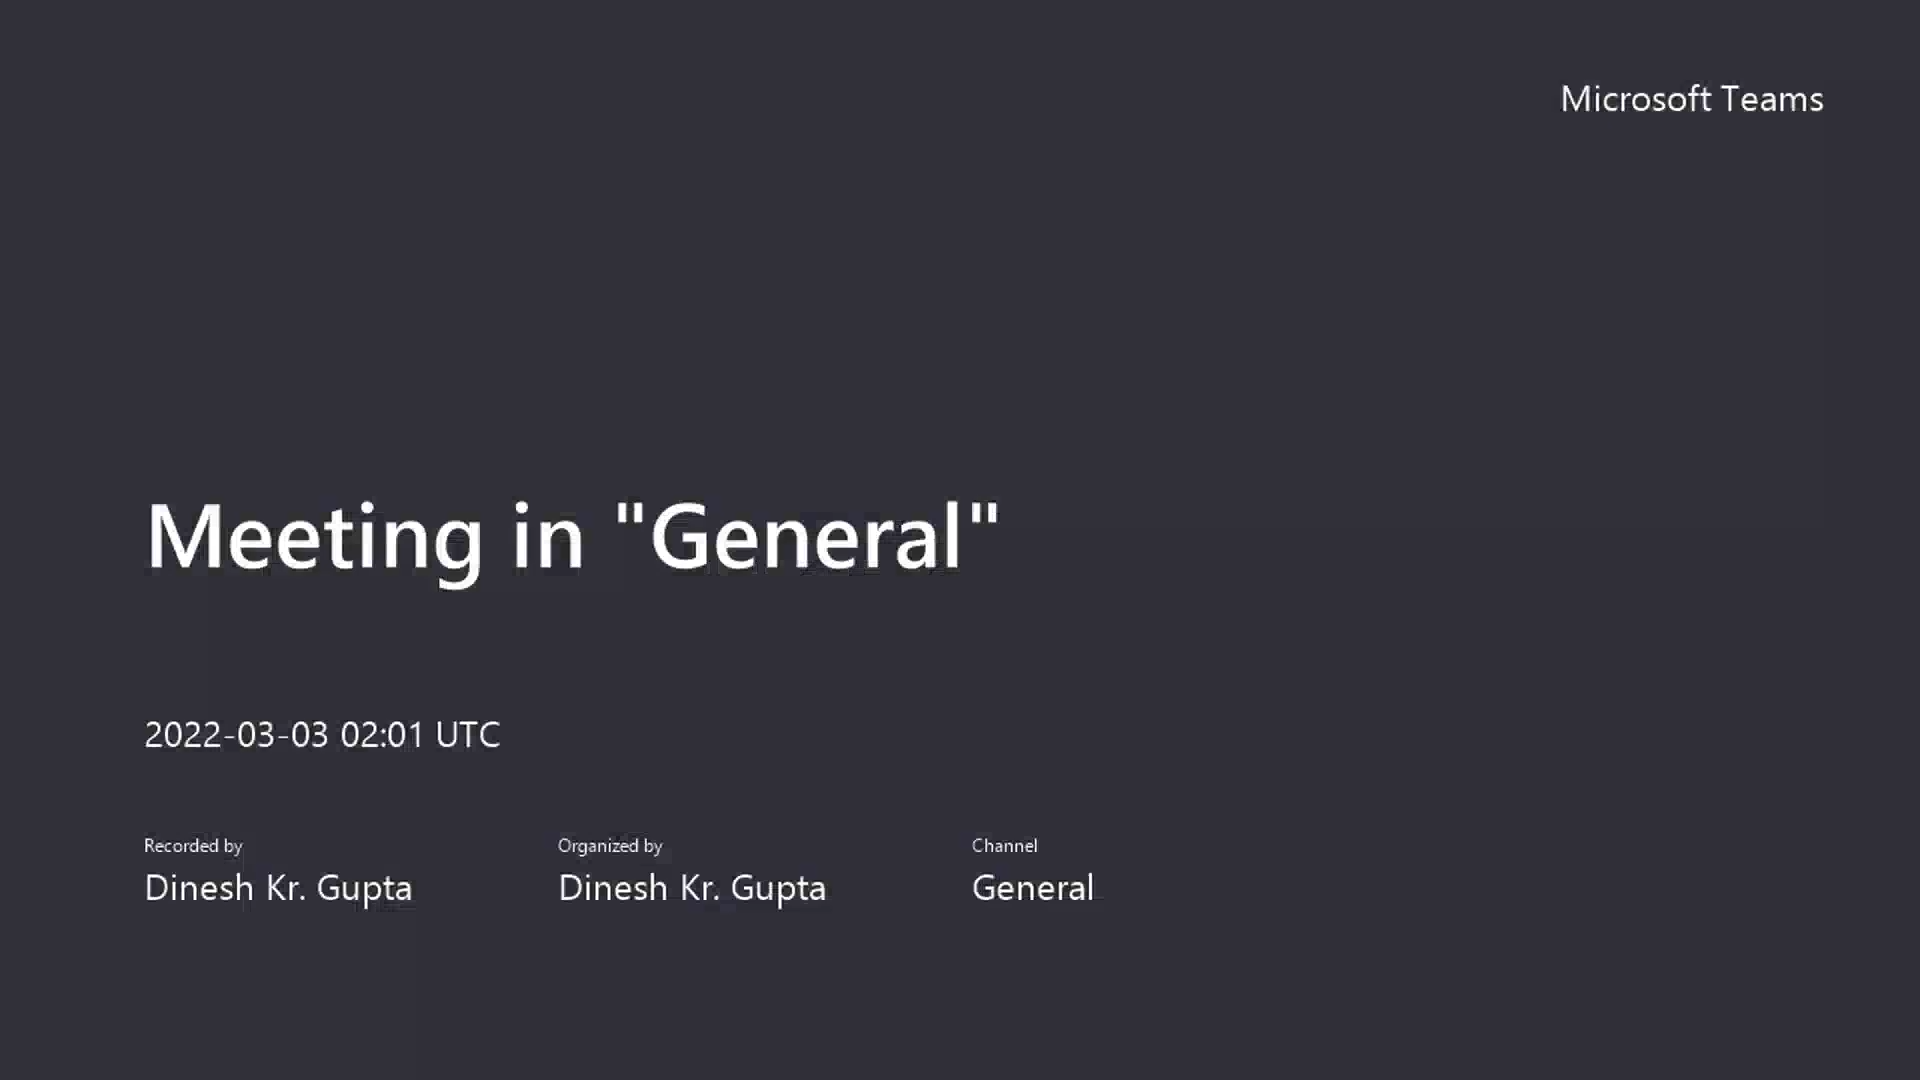 Microsoft Teams
Meeting in "General"
2022-03-03 02:01 UTC
Recorded by
Dinesh Kr. Gupta
Organized by
Dinesh Kr. Gupta
Channel
General